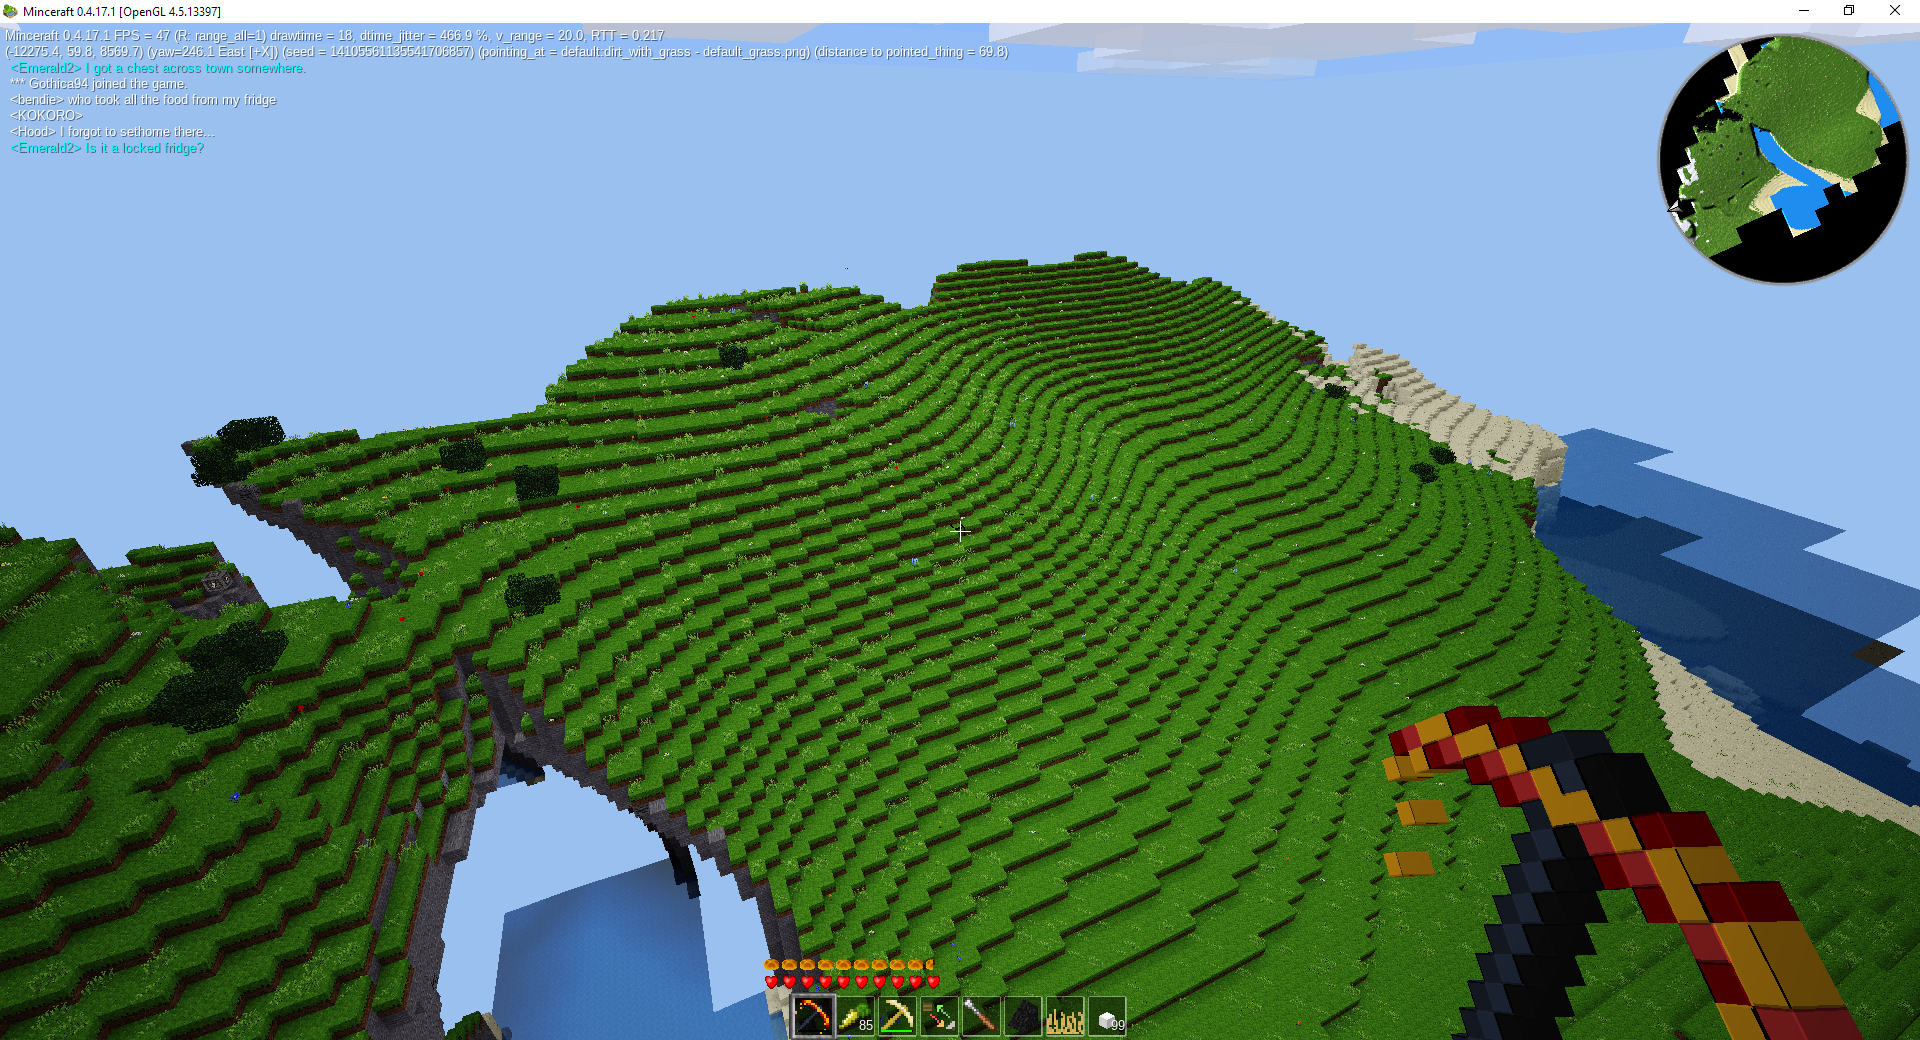 Minceraft 0.4.17.1 [OpenGL 4.5.13397]
Minceraft 0.4.17.1 FPS = 47 (R: range_all=1) drawtime = 18, dtime_jitter = 466.9 %, v_range = 20.0, RTT = 0.217
(-12275.4, 59.8, 8569.7) (yaw=246.1 East [+X]) (seed = 14105561135541706857) (pointing_at = default:dirt_with_grass - default_grass.png) (distance to pointed_thing = 69.8)
<Emerald2> I got a chest across town somewhere.
*** Gothica94 joined the game.
<bendie> who took all the food from my fridge
<KOKORO>
<Hood> I forgot to sethome there...
<Emerald2> Is it a locked fridge?
85
99